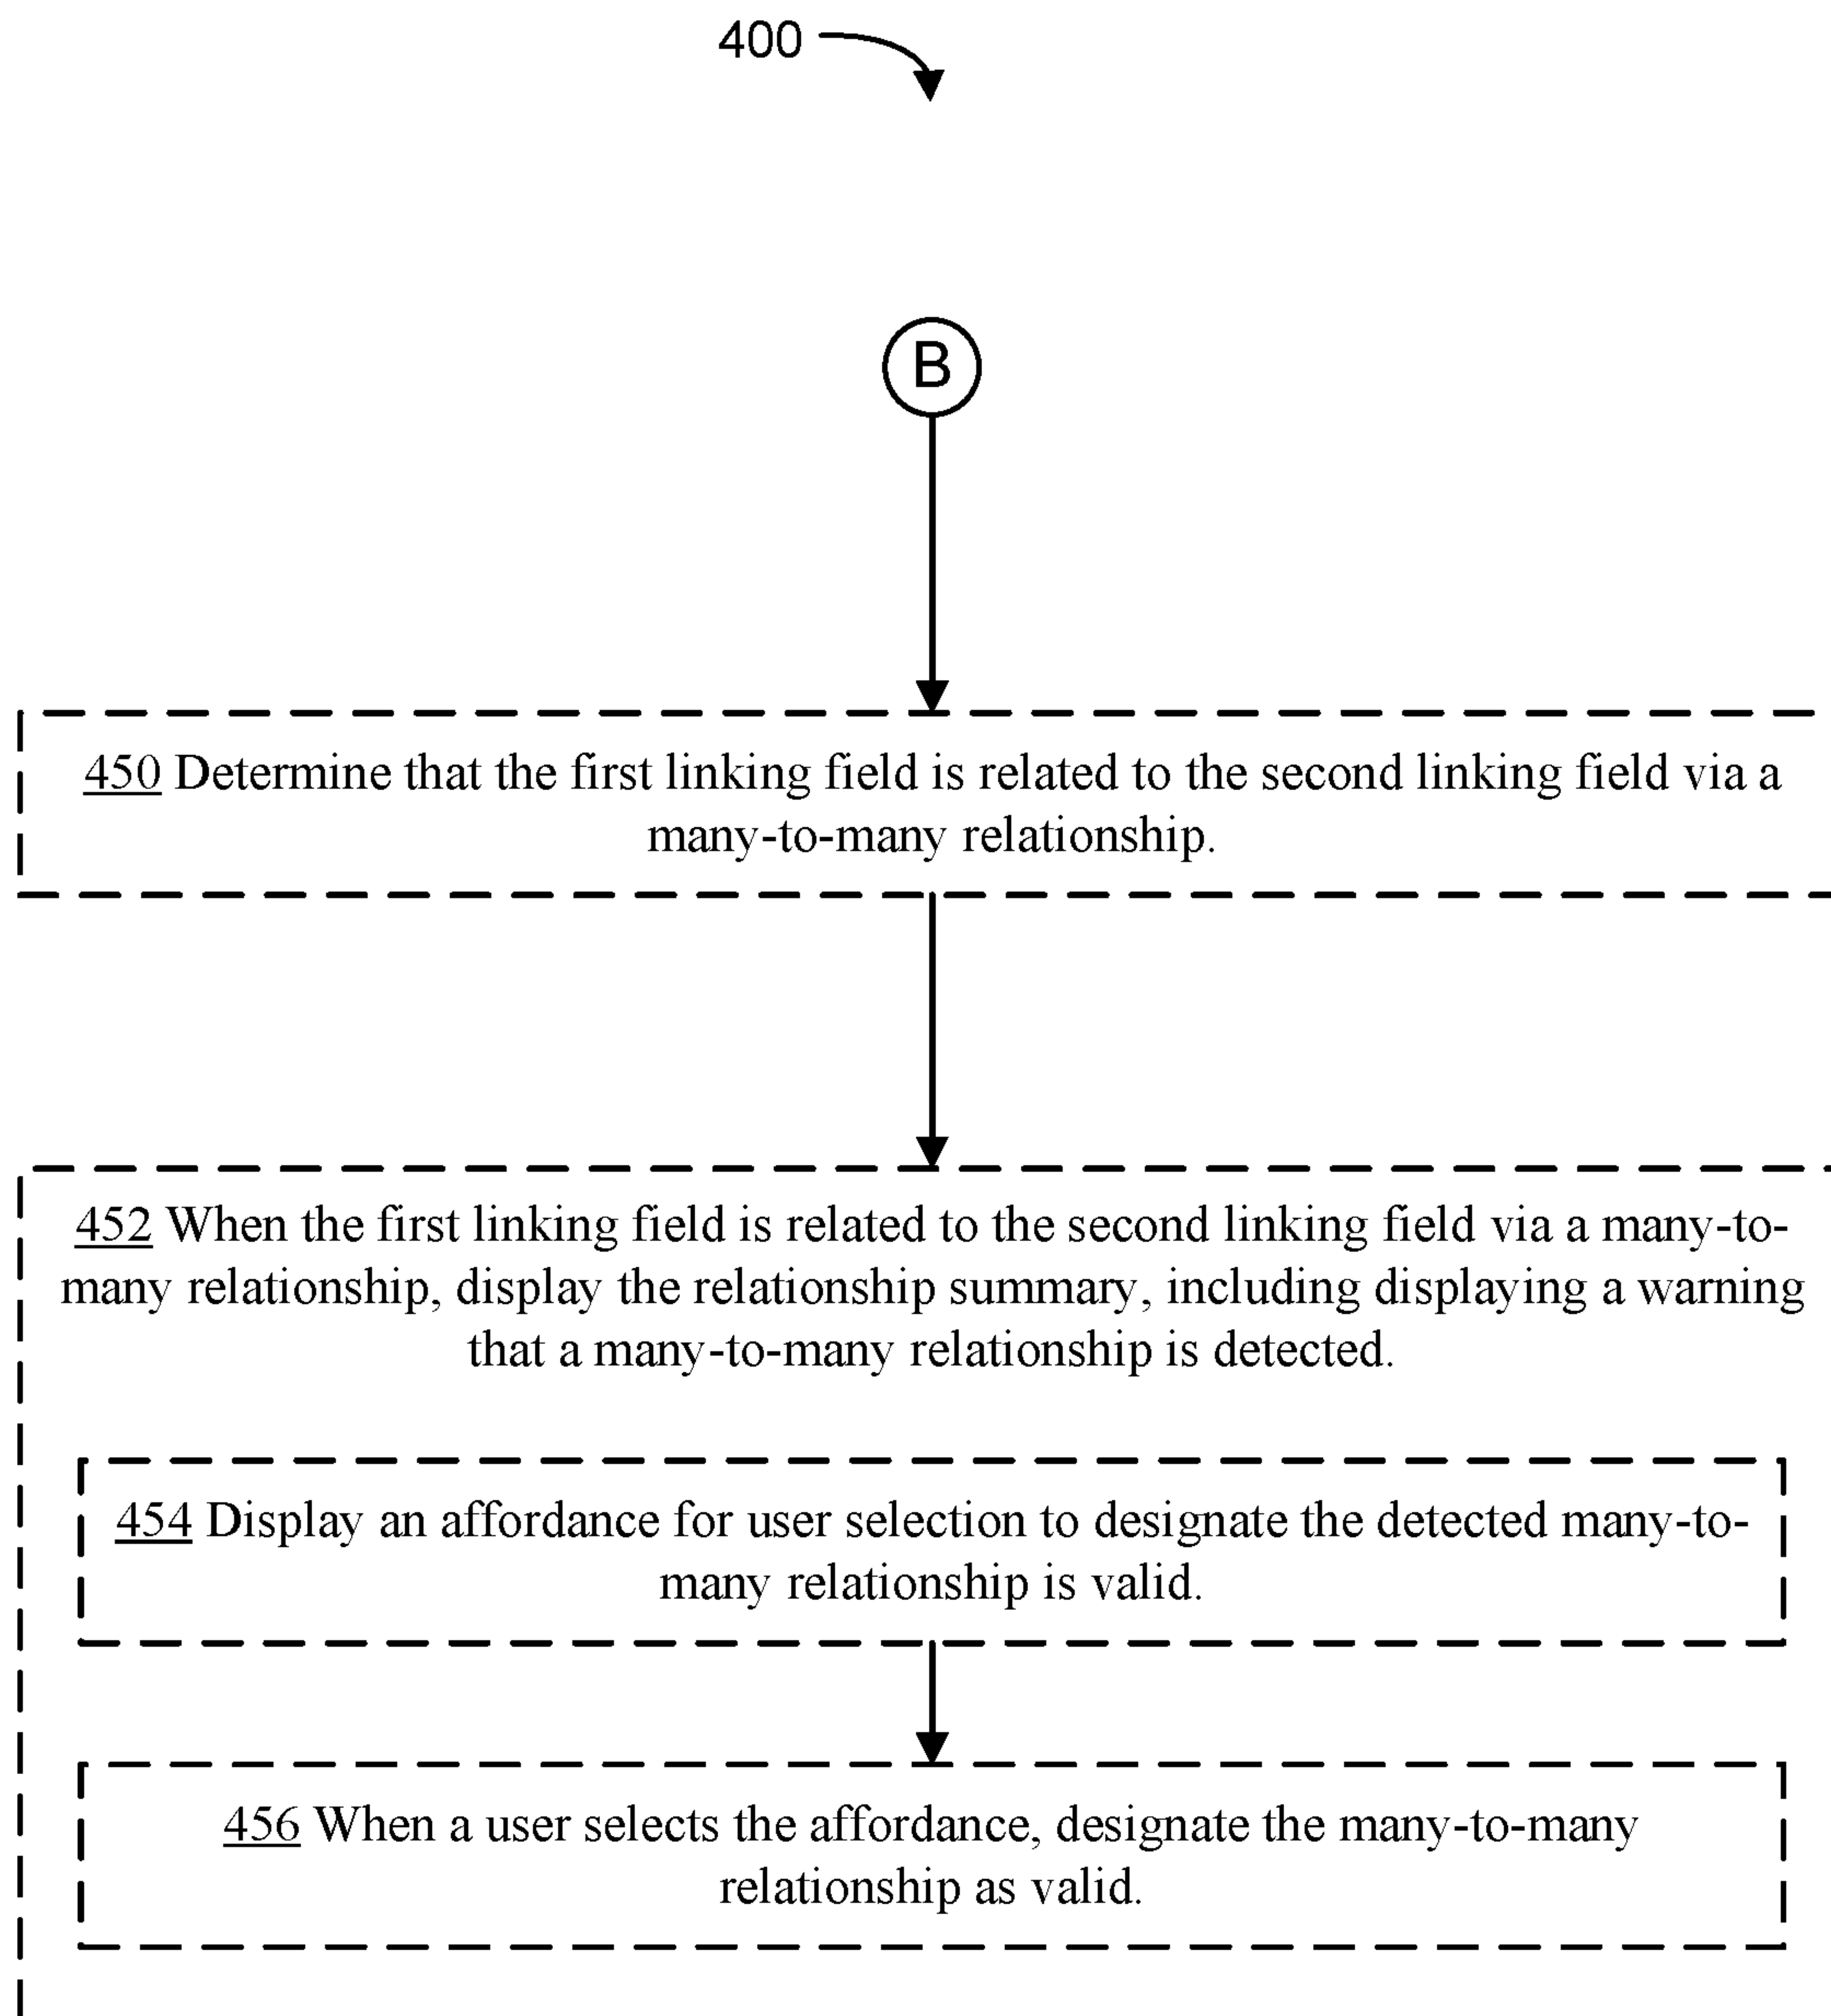 400
B
450 Determine that the first linking field is related to the second linking field via a
many-to-many relationship.
452 When the first linking field is related to the second linking field via a many-to-
many relationship, display the relationship summary, including displaying a warning
that a many-to-many relationship is detected.
454 Display an affordance for user selection to designate the detected many-to-
many relationship is valid.
456 When a user selects the affordance, designate the many-to-many
relationship as valid.